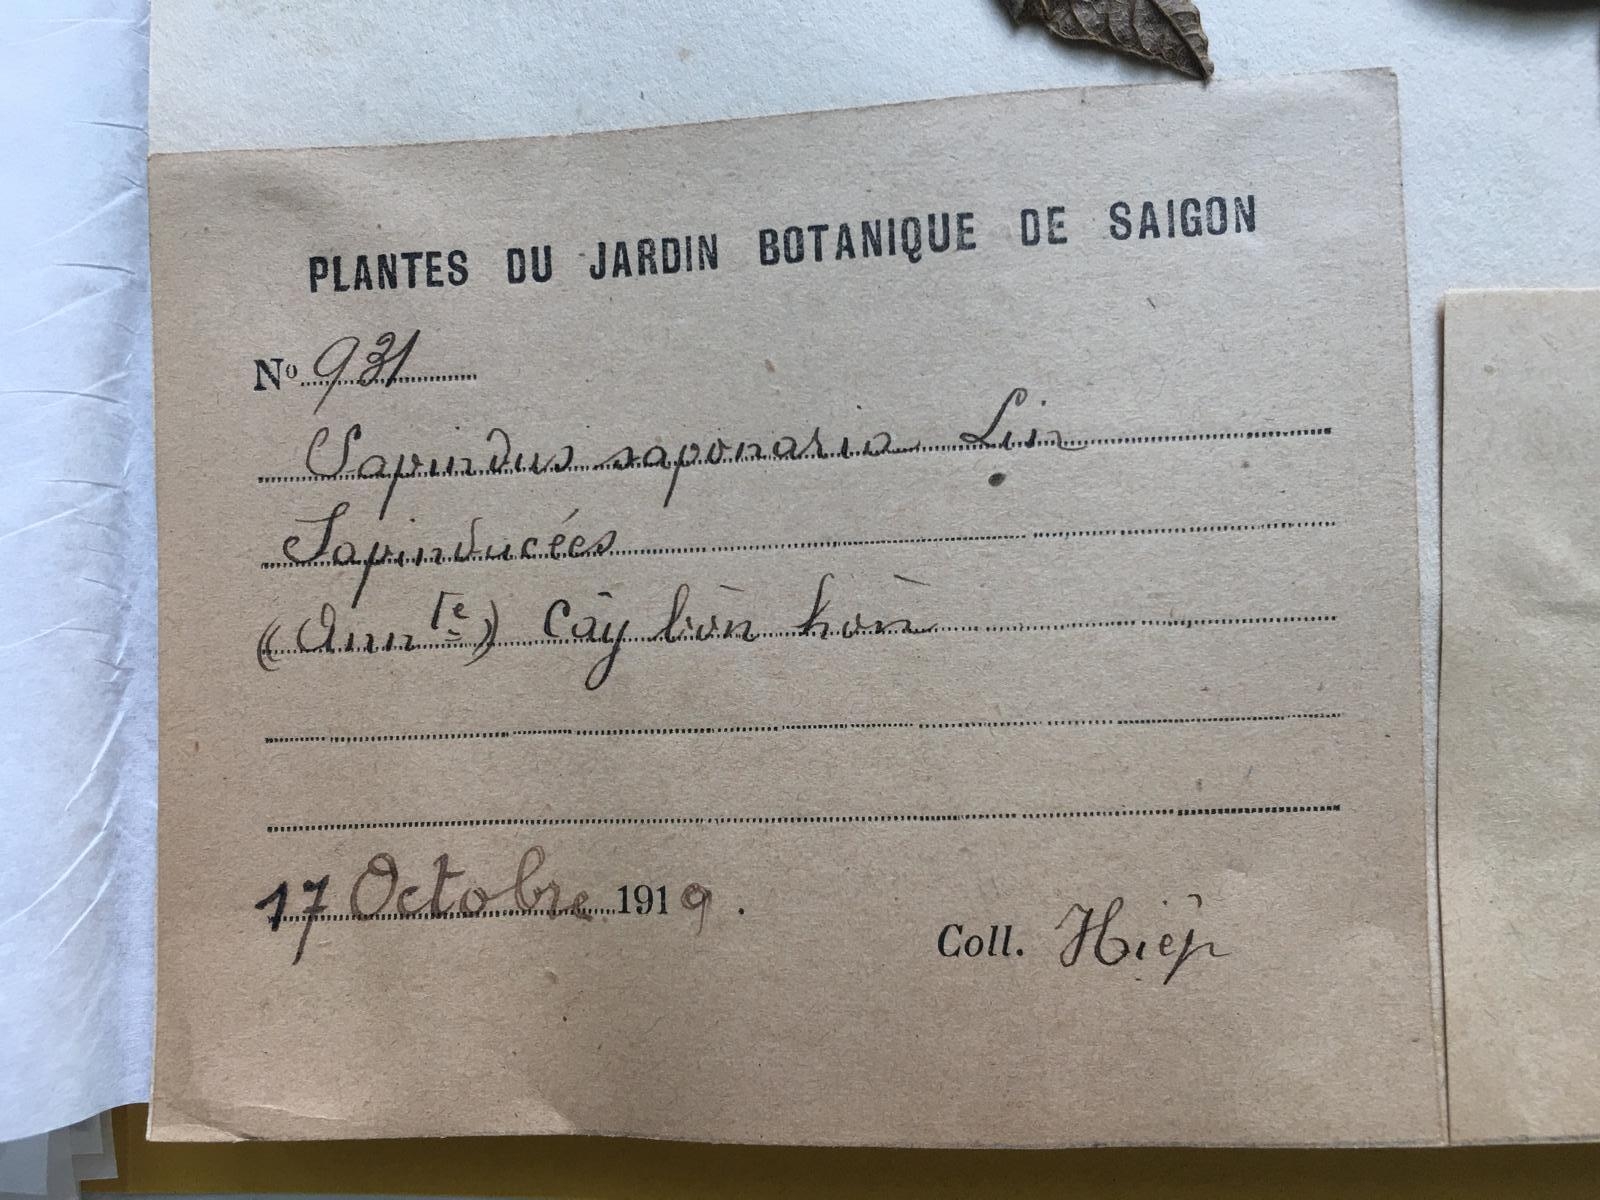 PLANTES DU JARDIN BOTANIQUE DE SAIGON
No 931
Sapindus saponaria Lin
Sapindacées
(Ann te) Cây bòn hòn
17 Octobre 1919.
Coll. Hiệp